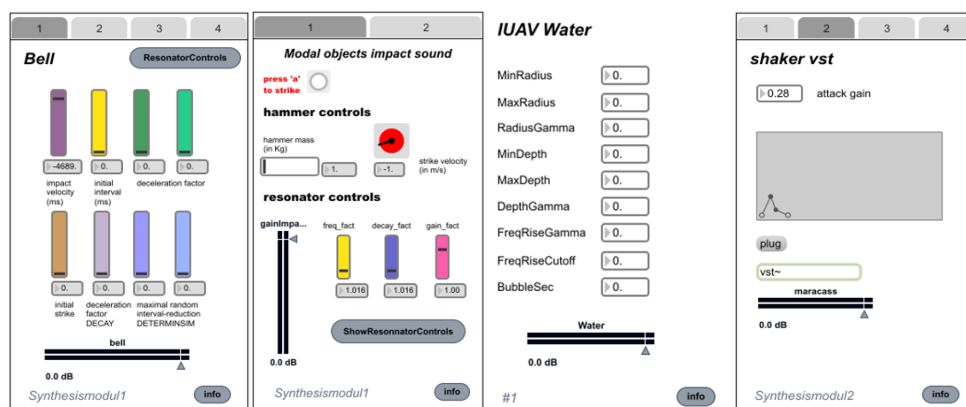 1 2 3 4
Bell
ResonatorControls
-4689. 0. 0. 0.
impact velocity (ms)
initial interval (ms)
deceleration factor
0. 0. 0. 0.
initial strike
deceleration factor DECAY
maximal random interval-reduction DETERMINSIM
bell
0.0 dB
Synthesismodul1
info
1 2
Modal objects impact sound
press 'a'
to strike
hammer controls
hammer mass
(in Kg)
1.
-1.
strike velocity
(in m/s)
resonator controls
gainImpa...
freq_fact decay_fact gain_fact
1.016 1.016 1.00
ShowResonnatorControls
0.0 dB
Synthesismodul1
info
IUAV Water
MinRadius 0.
MaxRadius 0.
RadiusGamma 0.
MinDepth 0.
MaxDepth 0.
DepthGamma 0.
FreqRiseGamma 0.
FreqRiseCutoff 0.
BubbleSec 0.
Water
0.0 dB
#1
info
1 2 3 4
shaker vst
0.28 attack gain
plug
vst~
maracass
0.0 dB
Synthesismodul2
info